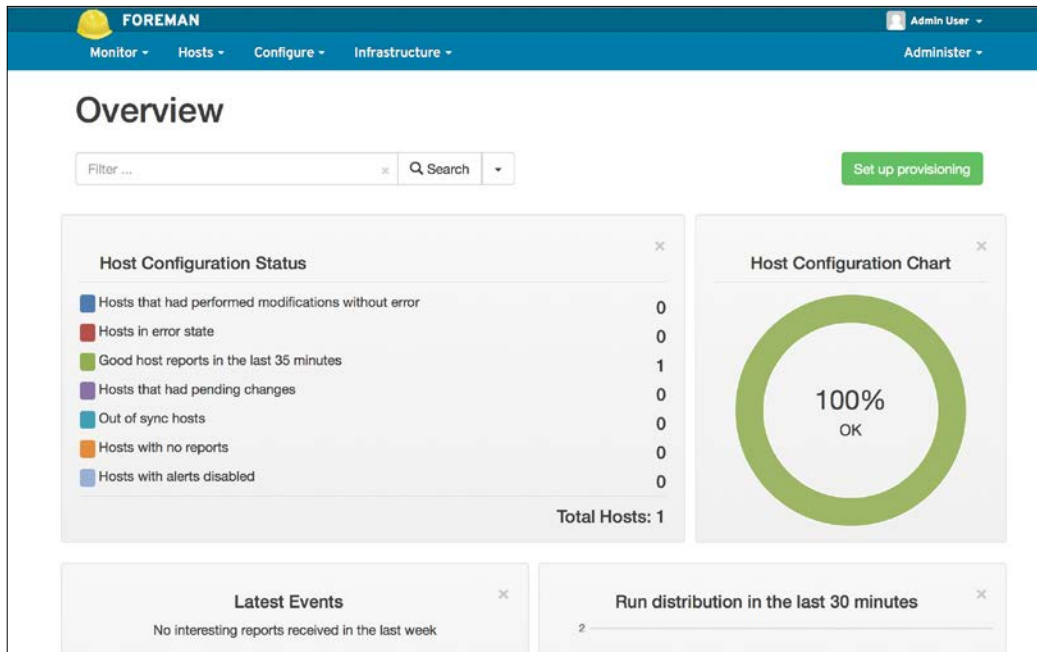 FOREMAN
Admin User
Monitor Hosts Configure Infrastructure Administer
Overview
Filter ... × Search
Set up provisioning
Host Configuration Status ×
Hosts that had performed modifications without error 0
Hosts in error state 0
Good host reports in the last 35 minutes 1
Hosts that had pending changes 0
Out of sync hosts 0
Hosts with no reports 0
Hosts with alerts disabled 0
Total Hosts: 1
Host Configuration Chart ×
100%
OK
Latest Events ×
No interesting reports received in the last week
Run distribution in the last 30 minutes ×
2